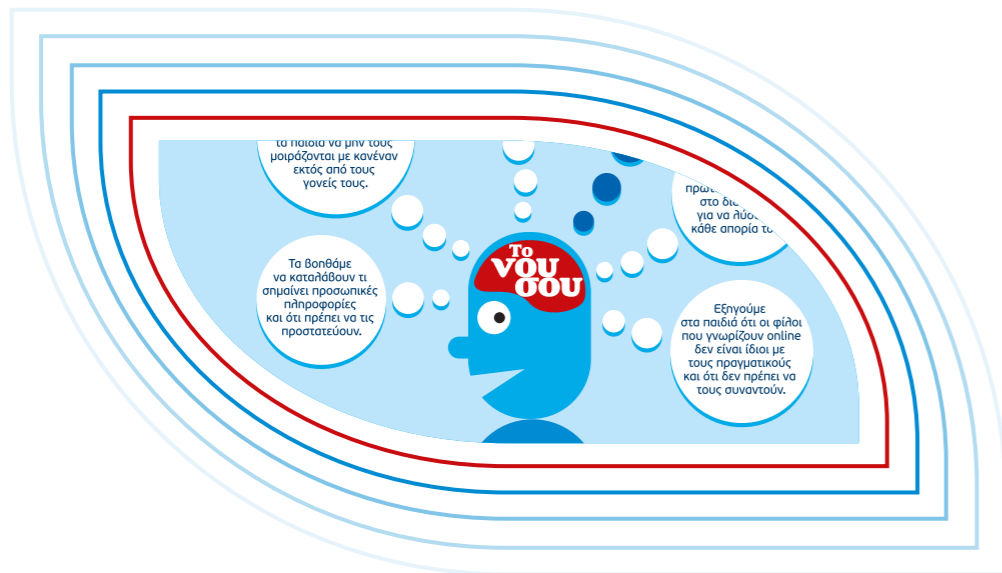 τα παιδιά να μην τους
μοιράζονται με κανέναν
εκτός από τους
γονείς τους.
στο
για να
κάθε απορία
Το
νου
σου
Τα βοηθάμε
να καταλάβουν τι
σημαίνει προσωπικές
πληροφορίες
και ότι πρέπει να τις
προστατεύουν.
Εξηγούμε
στα παιδιά ότι οι φίλοι
που γνωρίζουν online
δεν είναι ίδιοι με
τους πραγματικούς
και ότι δεν πρέπει να
τους συναντούν.